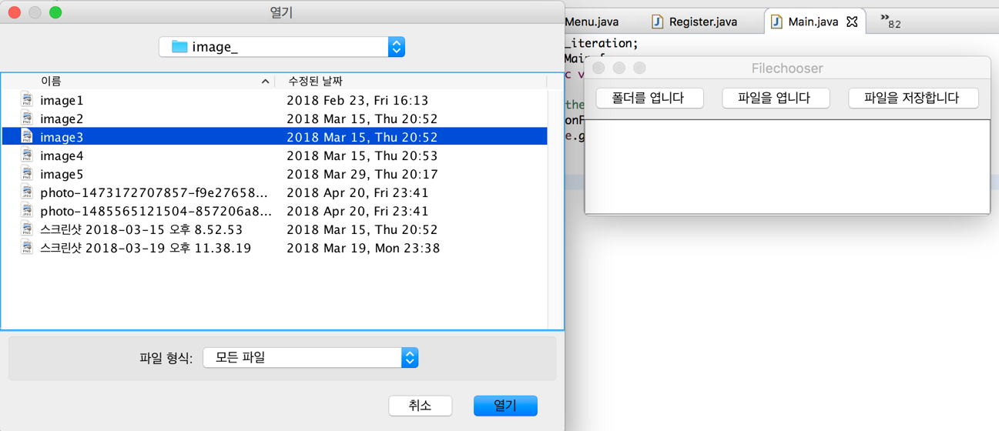 열기
image_
이름 수정된 날짜
image1 2018 Feb 23, Fri 16:13
image2 2018 Mar 15, Thu 20:52
image3 2018 Mar 15, Thu 20:52
image4 2018 Mar 15, Thu 20:53
image5 2018 Mar 29, Thu 20:17
photo-1473172707857-f9e27658... 2018 Apr 20, Fri 23:41
photo-1485565121504-857206a8... 2018 Apr 20, Fri 23:41
스크린샷 2018-03-15 오후 8.52.53 2018 Mar 15, Thu 20:52
스크린샷 2018-03-19 오후 11.38.19 2018 Mar 19, Mon 23:38
파일 형식: 모든 파일
취소 열기
Menu.java Register.java Main.java »82
_iteration;
Filechooser
폴더를 엽니다 파일을 엽니다 파일을 저장합니다